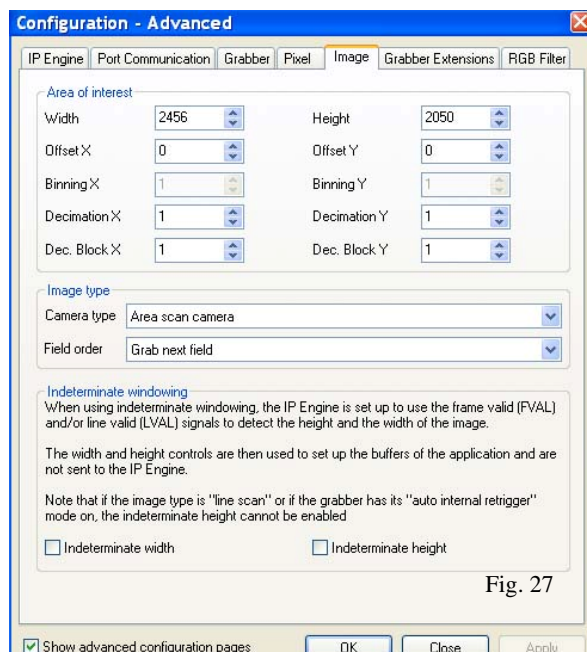 Configuration - Advanced
IP Engine Port Communication Grabber Pixel Image Grabber Extensions RGB Filter
Area of interest
Width 2456 Height 2050
Offset X 0 Offset Y 0
Binning X 1 Binning Y 1
Decimation X 1 Decimation Y 1
Dec. Block X 1 Dec. Block Y 1
Image type
Camera type Area scan camera
Field order Grab next field
Indeterminate windowing
When using indeterminate windowing, the IP Engine is set up to use the frame valid (FVAL)
and/or line valid (LVAL) signals to detect the height and the width of the image.
The width and height controls are then used to set up the buffers of the application and are
not sent to the IP Engine.
Note that if the image type is "line scan" or if the grabber has its "auto internal retrigger"
mode on, the indeterminate height cannot be enabled
Indeterminate width Indeterminate height
Fig. 27
Show advanced configuration pages OK Close Apply